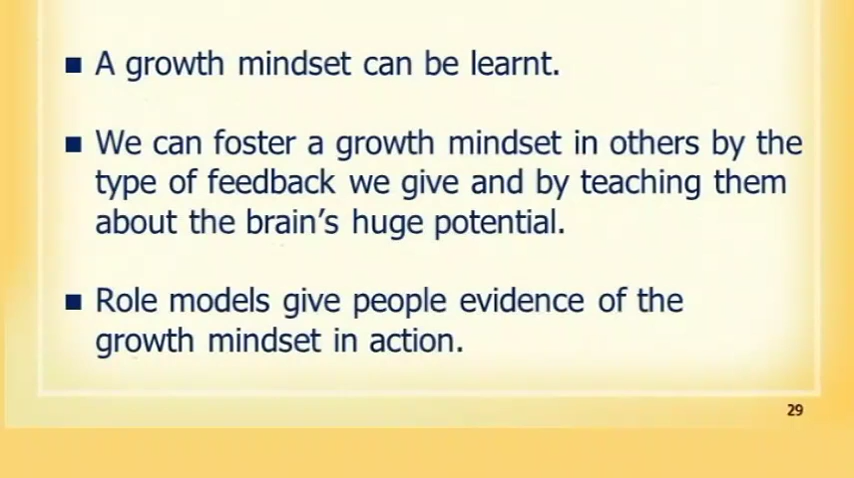 ■ A growth mindset can be learnt.
■ We can foster a growth mindset in others by the
type of feedback we give and by teaching them
about the brain's huge potential.
■ Role models give people evidence of the
growth mindset in action.
29